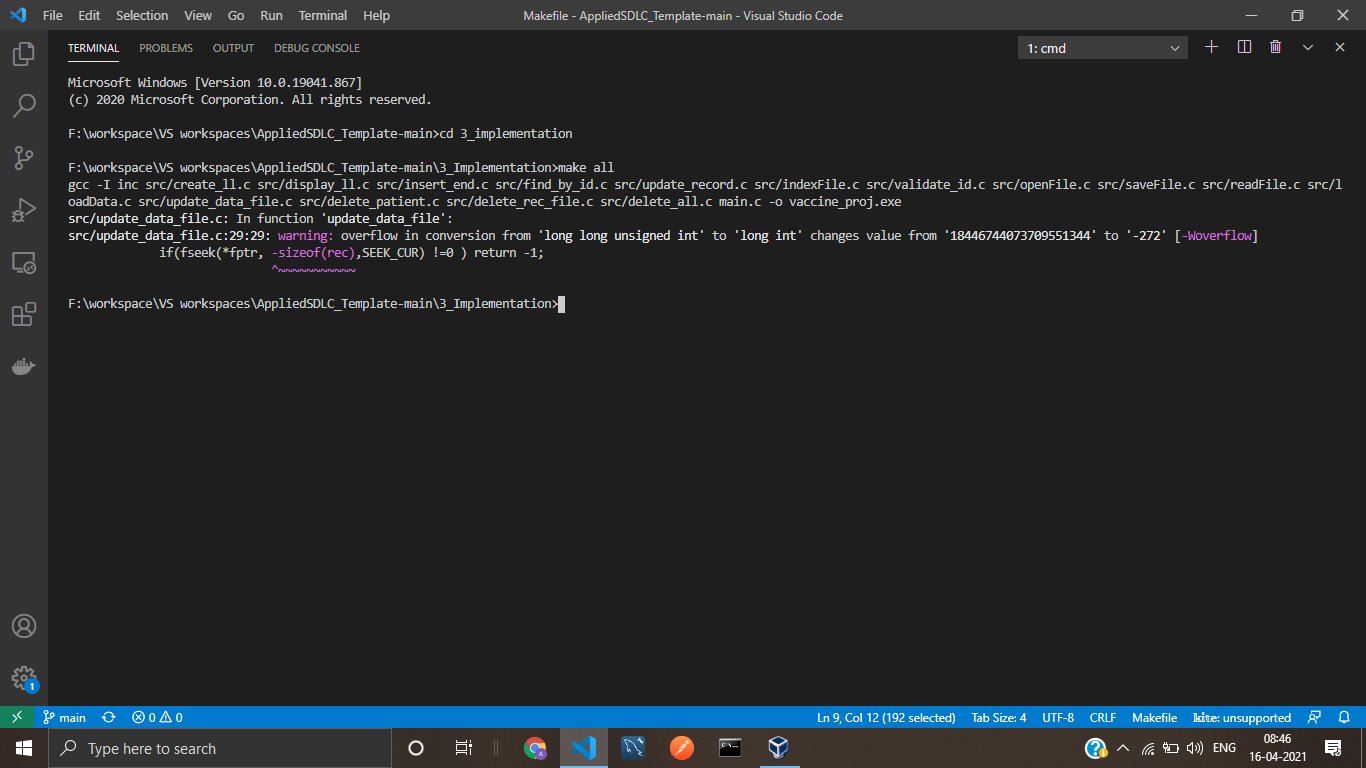 File Edit Selection View Go Run Terminal Help Makefile - AppliedSDLC_Template-main - Visual Studio Code
TERMINAL PROBLEMS OUTPUT DEBUG CONSOLE 1: cmd
Microsoft Windows [Version 10.0.19041.867]
(c) 2020 Microsoft Corporation. All rights reserved.
F:\workspace\VS workspaces\AppliedSDLC_Template-main>cd 3_implementation
F:\workspace\VS workspaces\AppliedSDLC_Template-main\3_Implementation>make all
gcc -I inc src/create_ll.c src/display_ll.c src/insert_end.c src/find_by_id.c src/update_record.c src/indexFile.c src/validate_id.c src/openFile.c src/saveFile.c src/readFile.c src/l
oadData.c src/update_data_file.c src/delete_patient.c src/delete_rec_file.c src/delete_all.c main.c -o vaccine_proj.exe
src/update_data_file.c: In function 'update_data_file':
src/update_data_file.c:29:29: warning: overflow in conversion from 'long long unsigned int' to 'long int' changes value from '18446744073709551344' to '-272' [-Woverflow]
if(fseek(*fptr, -sizeof(rec),SEEK_CUR) !=0 ) return -1;
^~~~~~~~~~~~
F:\workspace\VS workspaces\AppliedSDLC_Template-main\3_Implementation>
1
main 0 0 Ln 9, Col 12 (192 selected) Tab Size: 4 UTF-8 CRLF Makefile kite: unsupported
Type here to search ENG 08:46
16-04-2021